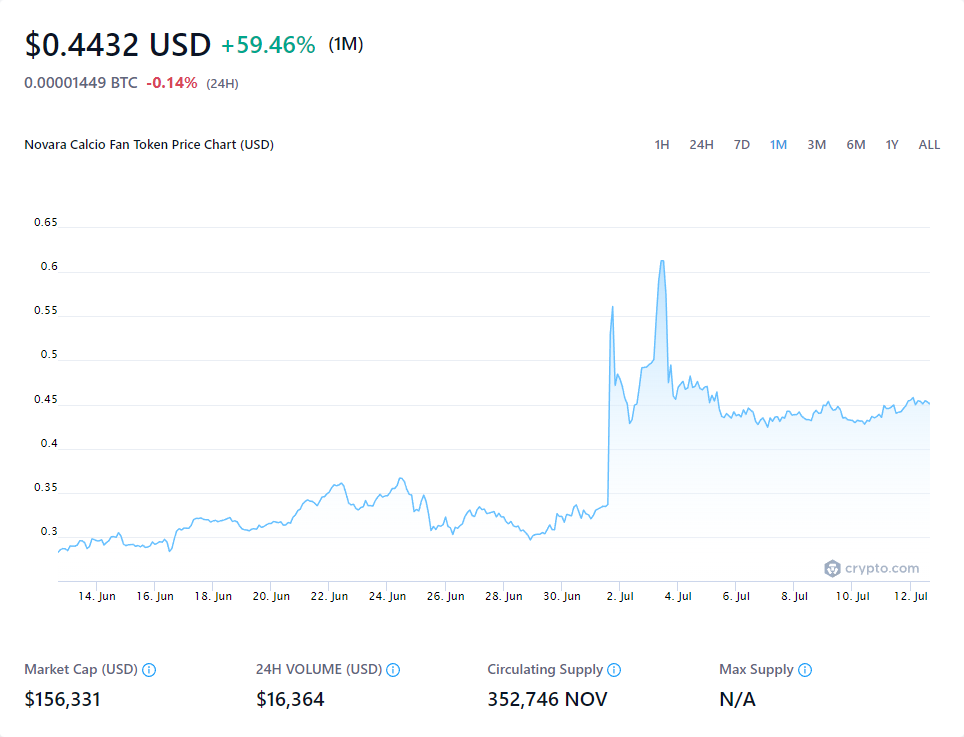 $0.4432 USD +59.46% (1M)
0.00001449 BTC -0.14% (24H)
Novara Calcio Fan Token Price Chart (USD) 1H 24H 7D 1M 3M 6M 1Y ALL
0.65
0.6
0.55
0.5
0.45
0.4
0.35
0.3
crypto.com
14. Jun 16. Jun 18. Jun 20. Jun 22. Jun 24. Jun 26. Jun 28. Jun 30. Jun 2. Jul 4. Jul 6. Jul 8. Jul 10. Jul 12. Jul
Market Cap (USD) 24H VOLUME (USD) Circulating Supply Max Supply
$156,331 $16,364 352,746 NOV N/A